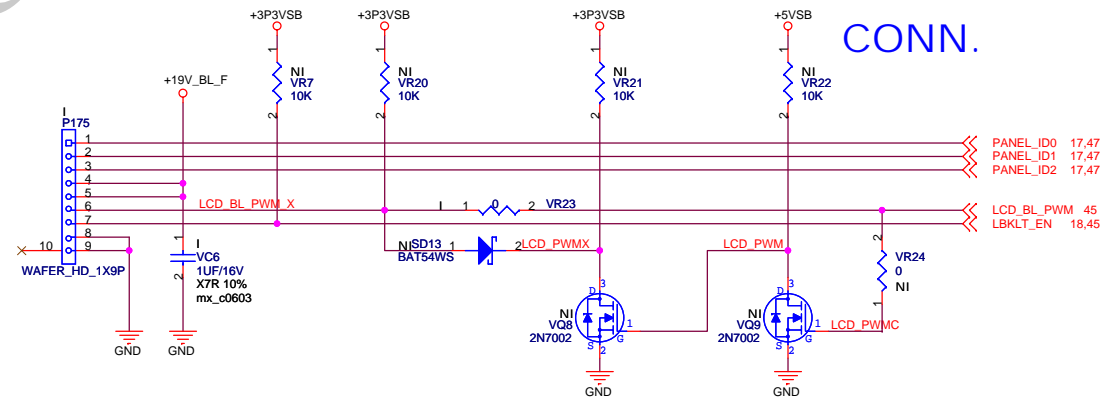 +3P3VSB
+3P3VSB
+3P3VSB
+5VSB
CONN.
1
NI
VR7
10K
2
1
NI
VR20
10K
2
1
NI
VR21
10K
2
1
NI
VR22
10K
2
+19V_BL_F
I
P175
1
2
3
4
5
6
7
8
9
10
WAFER_HD_1X9P
PANEL_ID0 17,47
PANEL_ID1 17,47
PANEL_ID2 17,47
LCD_BL_PWM_X
I 1 0 2 VR23
LCD_BL_PWM 45
LBKLT_EN 18,45
NI SD13 1 2 LCD_PWMX
BAT54WS
LCD_PWM
1
I
VC6
1UF/16V
X7R 10%
mx_c0603
2
2
VR24
0
NI
1
3
D
NI
VQ8
2N7002
1
G
S
2
3
D
NI
VQ9
2N7002
1
G
S
2
LCD_PWMC
GND
GND
GND
GND